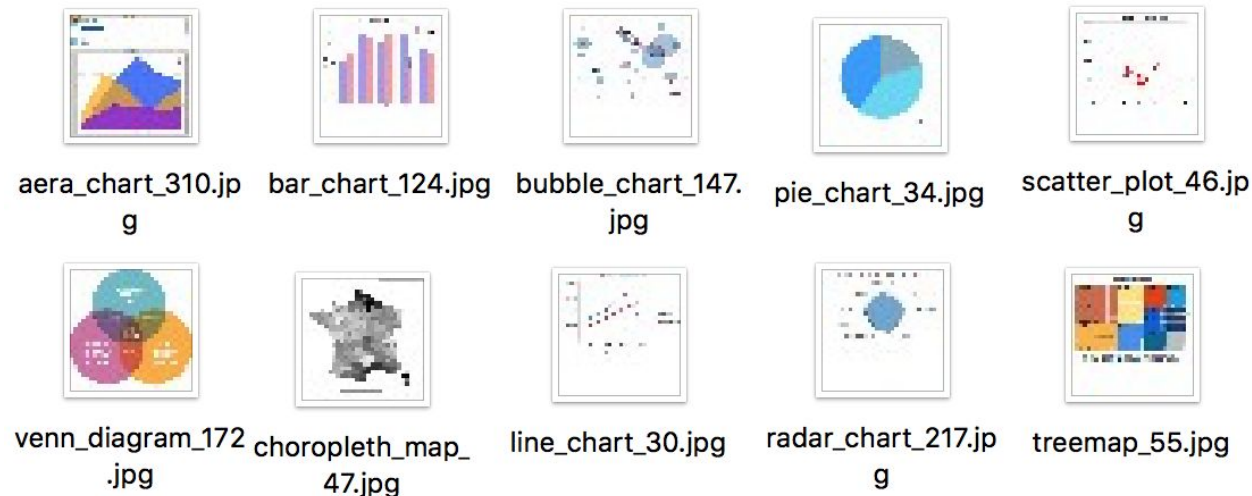 aera_chart_310.jp
g
bar_chart_124.jpg
bubble_chart_147.
jpg
pie_chart_34.jpg
scatter_plot_46.jp
g
venn_diagram_172
.jpg
choropleth_map_
47.jpg
line_chart_30.jpg
radar_chart_217.jp
g
treemap_55.jpg